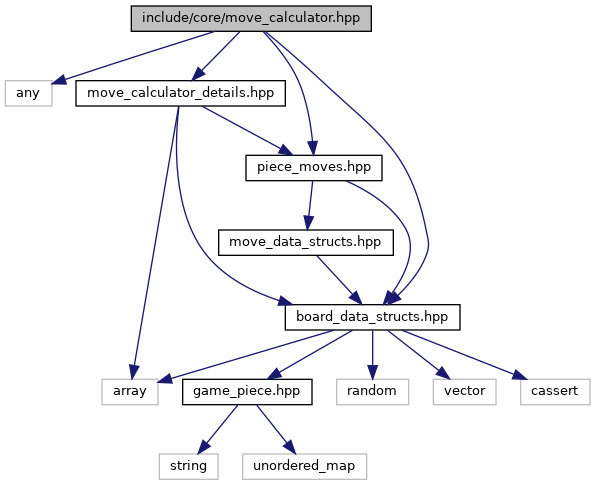 include/core/move_calculator.hpp
any
move_calculator_details.hpp
piece_moves.hpp
move_data_structs.hpp
board_data_structs.hpp
array
game_piece.hpp
random
vector
cassert
string
unordered_map